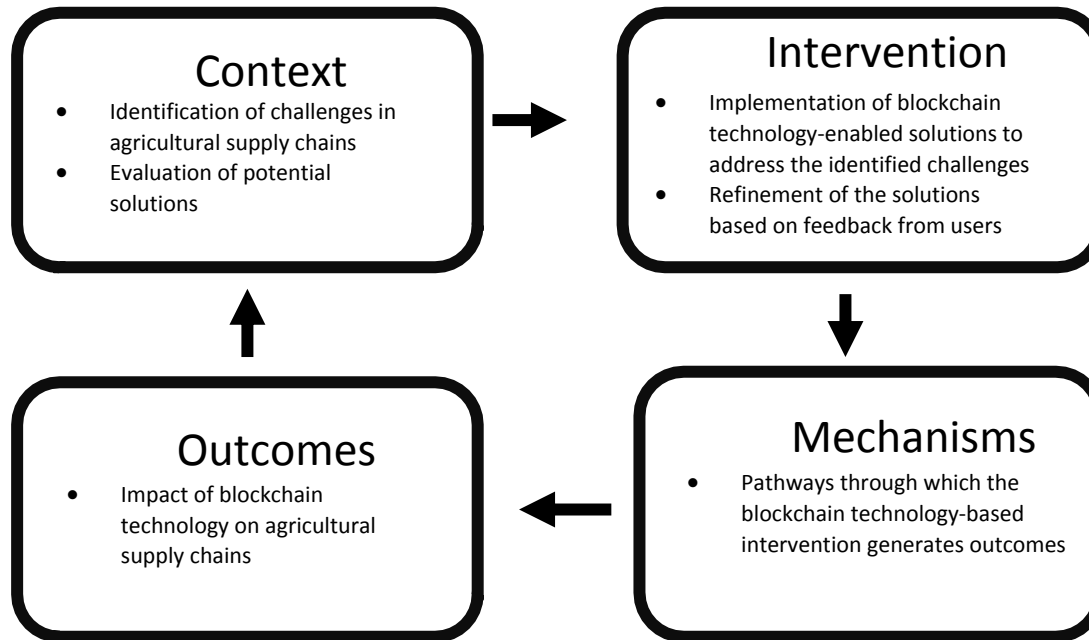 Context
• Identification of challenges in
agricultural supply chains
• Evaluation of potential
solutions
Intervention
• Implementation of blockchain
technology-enabled solutions to
address the identified challenges
• Refinement of the solutions
based on feedback from users
Mechanisms
• Pathways through which the
blockchain technology-based
intervention generates outcomes
Outcomes
• Impact of blockchain
technology on agricultural
supply chains